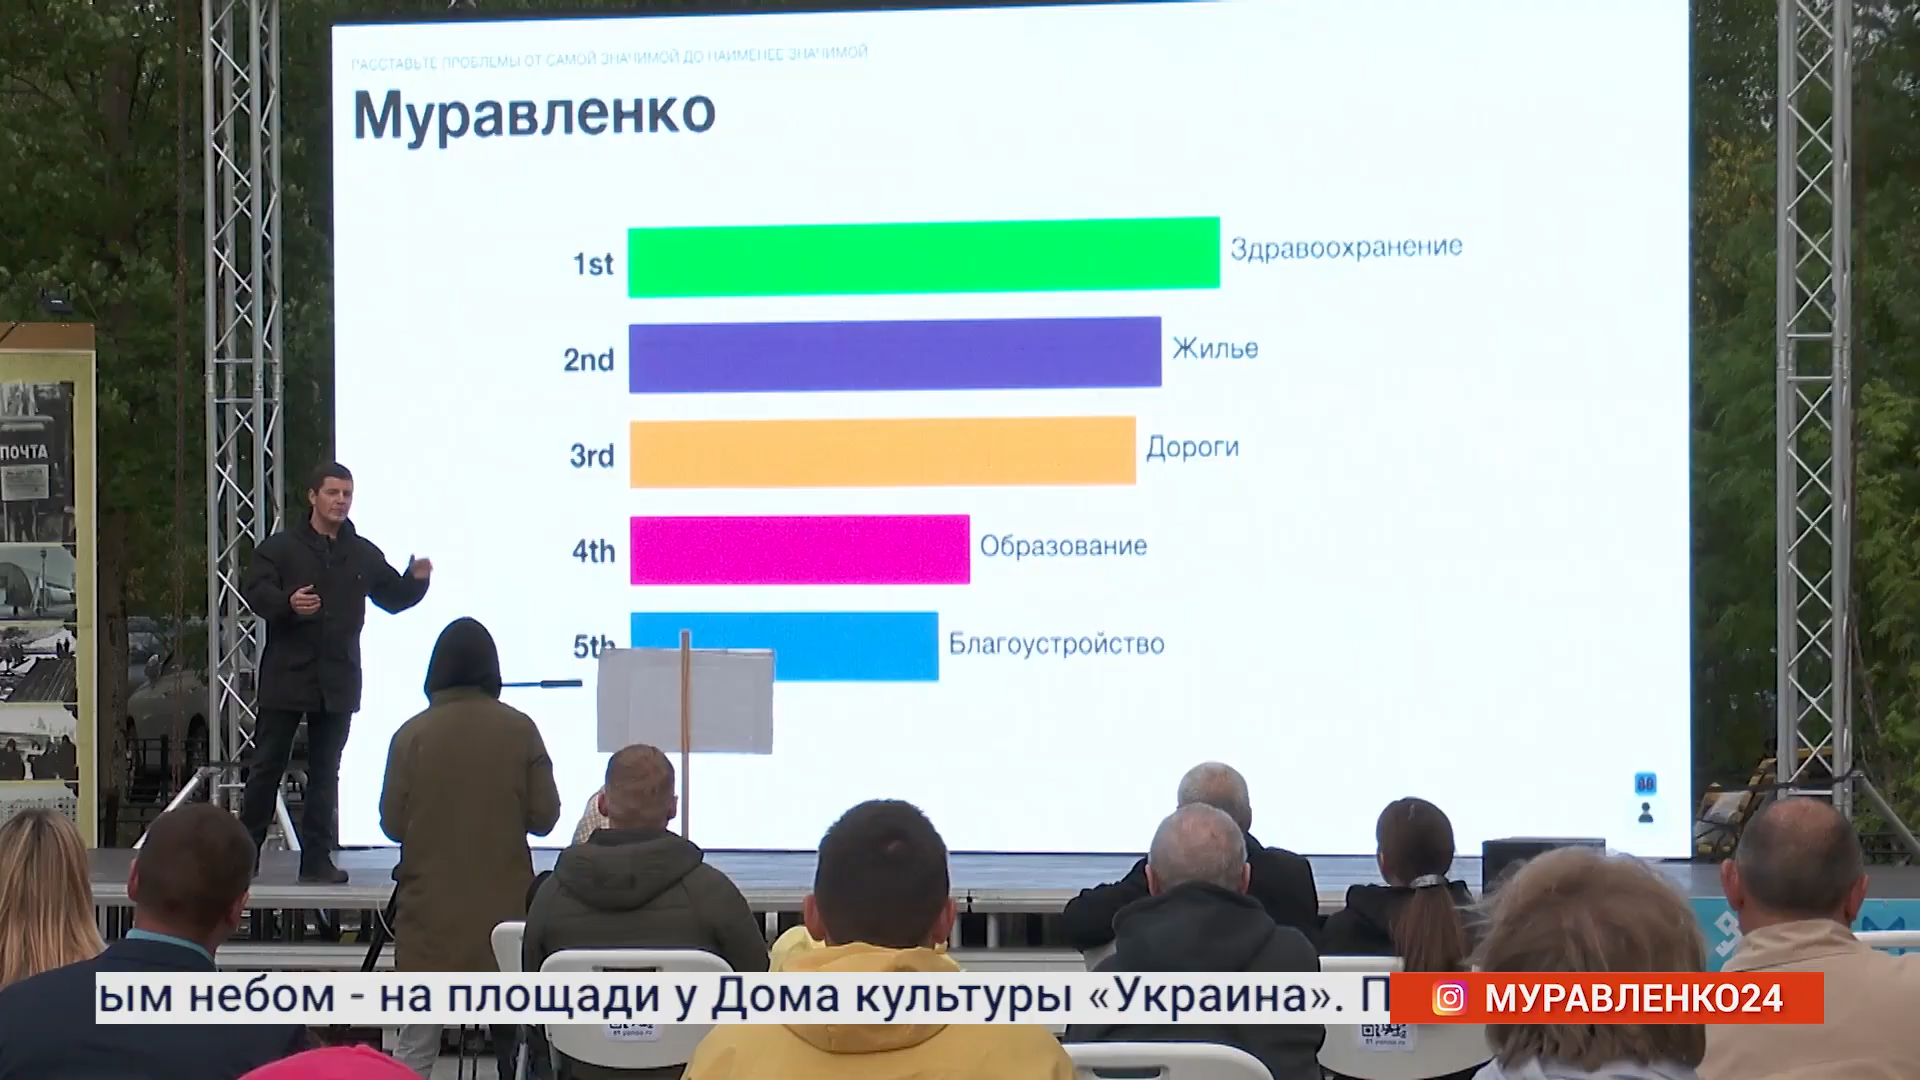 РАССТАВЬТЕ ПРОБЛЕМЫ ОТ САМОЙ ЗНАЧИМОЙ ДО НАИМЕНЕЕ ЗНАЧИМОЙ
Муравленко
1st Здравоохранение
2nd Жилье
3rd Дороги
4th Образование
5th Благоустройство
ПОЧТА
ым небом - на площади у Дома культуры «Украина». П
МУРАВЛЕНКО24